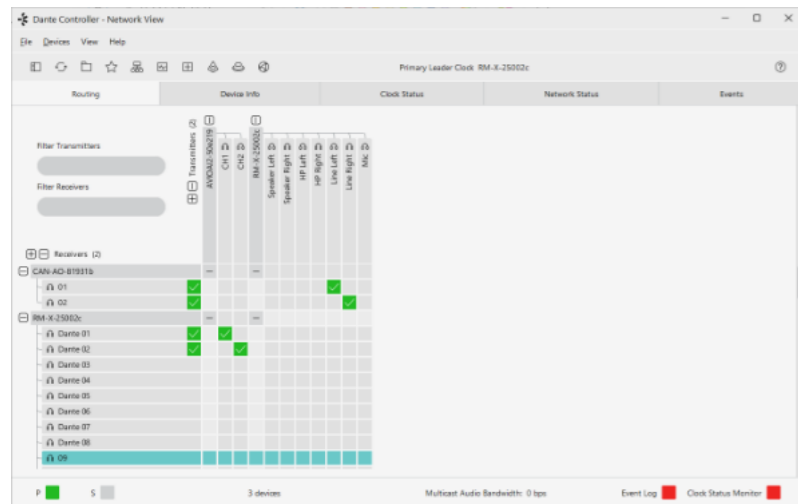 Dante Controller - Network View
File Devices View Help
Primary Leader Clock RM-X-25002c
Routing Device Info Clock Status Network Status Events
Filter Transmitters
Filter Receivers
Transmitters (2)
AVIOAI2-50e219
CH1
CH2
RM-X-25002c
Speaker Left
Speaker Right
HP Left
HP Right
Line Left
Line Right
Mic
Receivers (2)
CAN-AO-81931b
01
02
RM-X-25002c
Dante 01
Dante 02
Dante 03
Dante 04
Dante 05
Dante 06
Dante 07
Dante 08
09
P S 3 devices Multicast Audio Bandwidth: 0 bps Event Log Clock Status Monitor